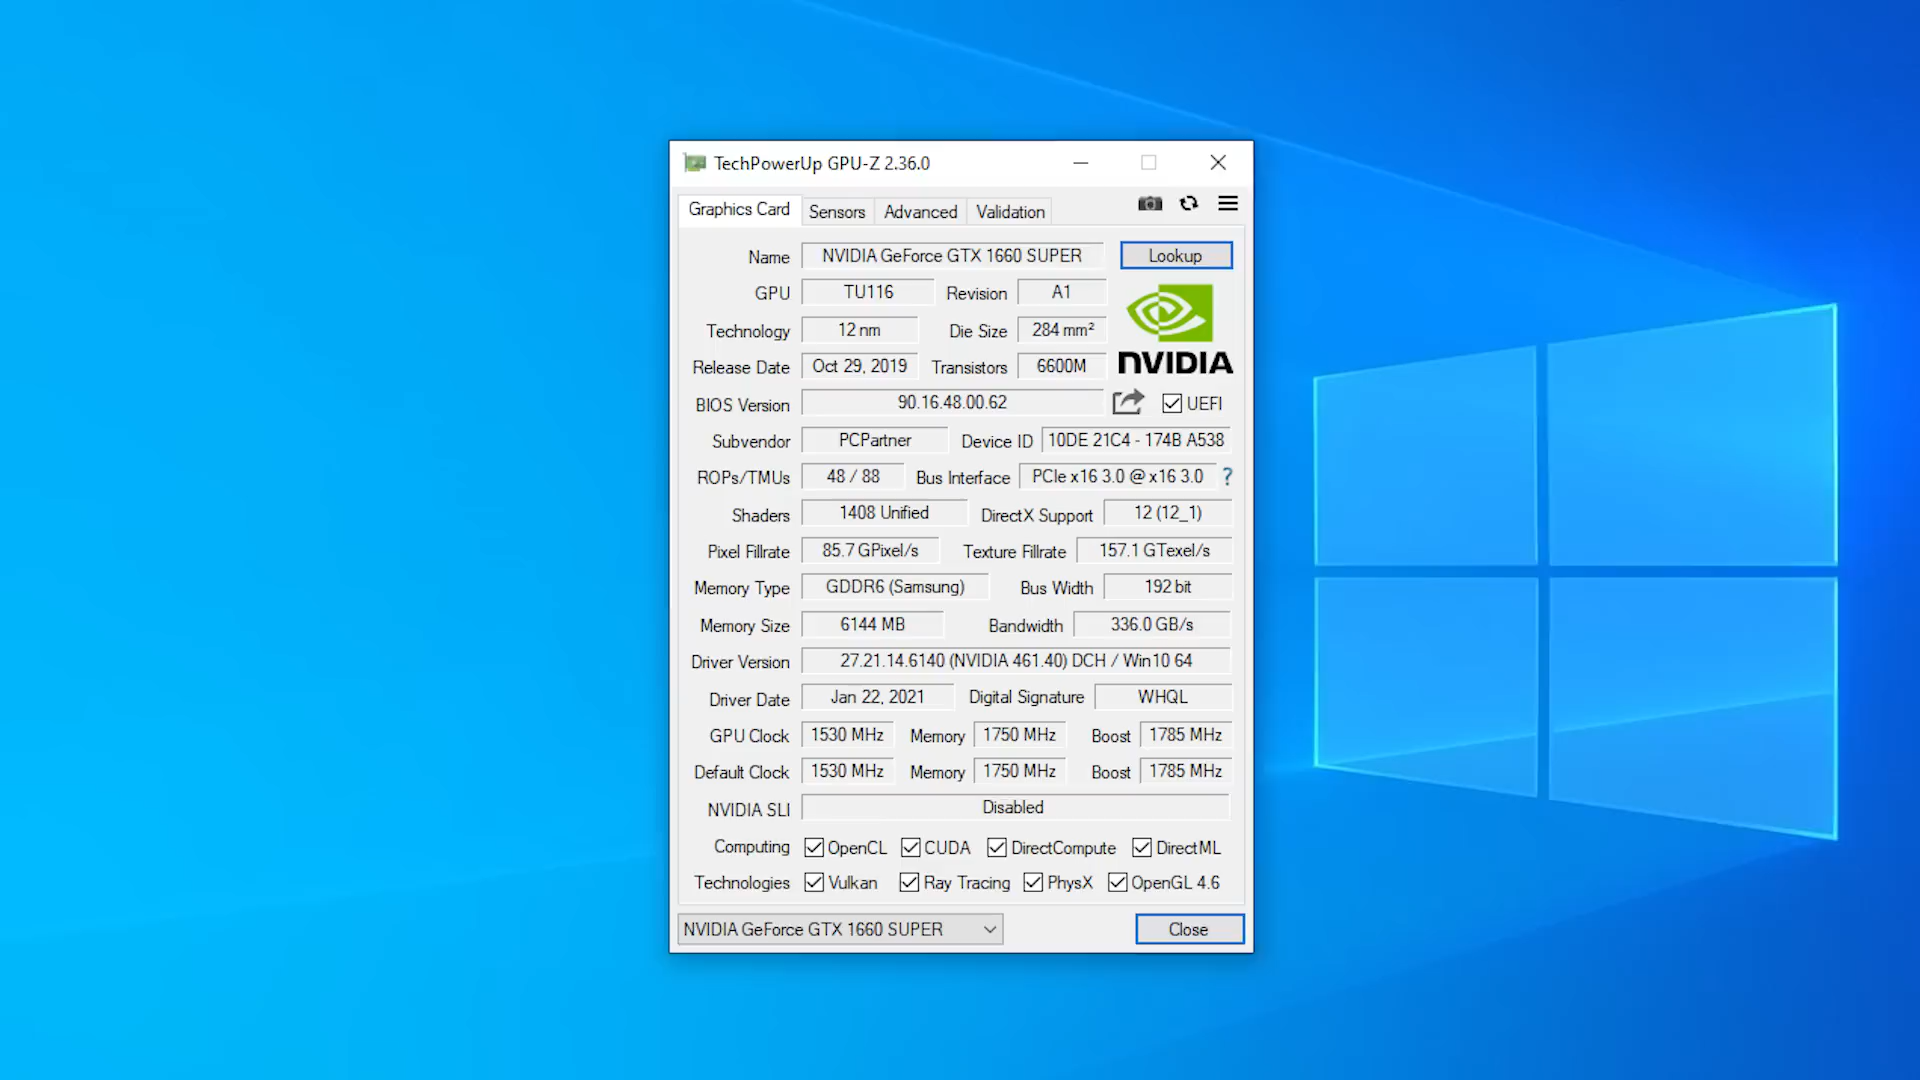 TechPowerUp GPU-Z 2.36.0
Graphics Card Sensors Advanced Validation
Name NVIDIA GeForce GTX 1660 SUPER Lookup
GPU TU116 Revision A1
Technology 12 nm Die Size 284 mm²
NVIDIA
Release Date Oct 29, 2019 Transistors 6600M
BIOS Version 90.16.48.00.62 UEFI
Subvendor PCPartner Device ID 10DE 21C4 - 174B A538
ROPs/TMUs 48 / 88 Bus Interface PCIe x16 3.0 @ x16 3.0 ?
Shaders 1408 Unified DirectX Support 12 (12_1)
Pixel Fillrate 85.7 GPixel/s Texture Fillrate 157.1 GTexel/s
Memory Type GDDR6 (Samsung) Bus Width 192 bit
Memory Size 6144 MB Bandwidth 336.0 GB/s
Driver Version 27.21.14.6140 (NVIDIA 461.40) DCH / Win10 64
Driver Date Jan 22, 2021 Digital Signature WHQL
GPU Clock 1530 MHz Memory 1750 MHz Boost 1785 MHz
Default Clock 1530 MHz Memory 1750 MHz Boost 1785 MHz
NVIDIA SLI Disabled
Computing OpenCL CUDA DirectCompute DirectML
Technologies Vulkan Ray Tracing PhysX OpenGL 4.6
NVIDIA GeForce GTX 1660 SUPER Close